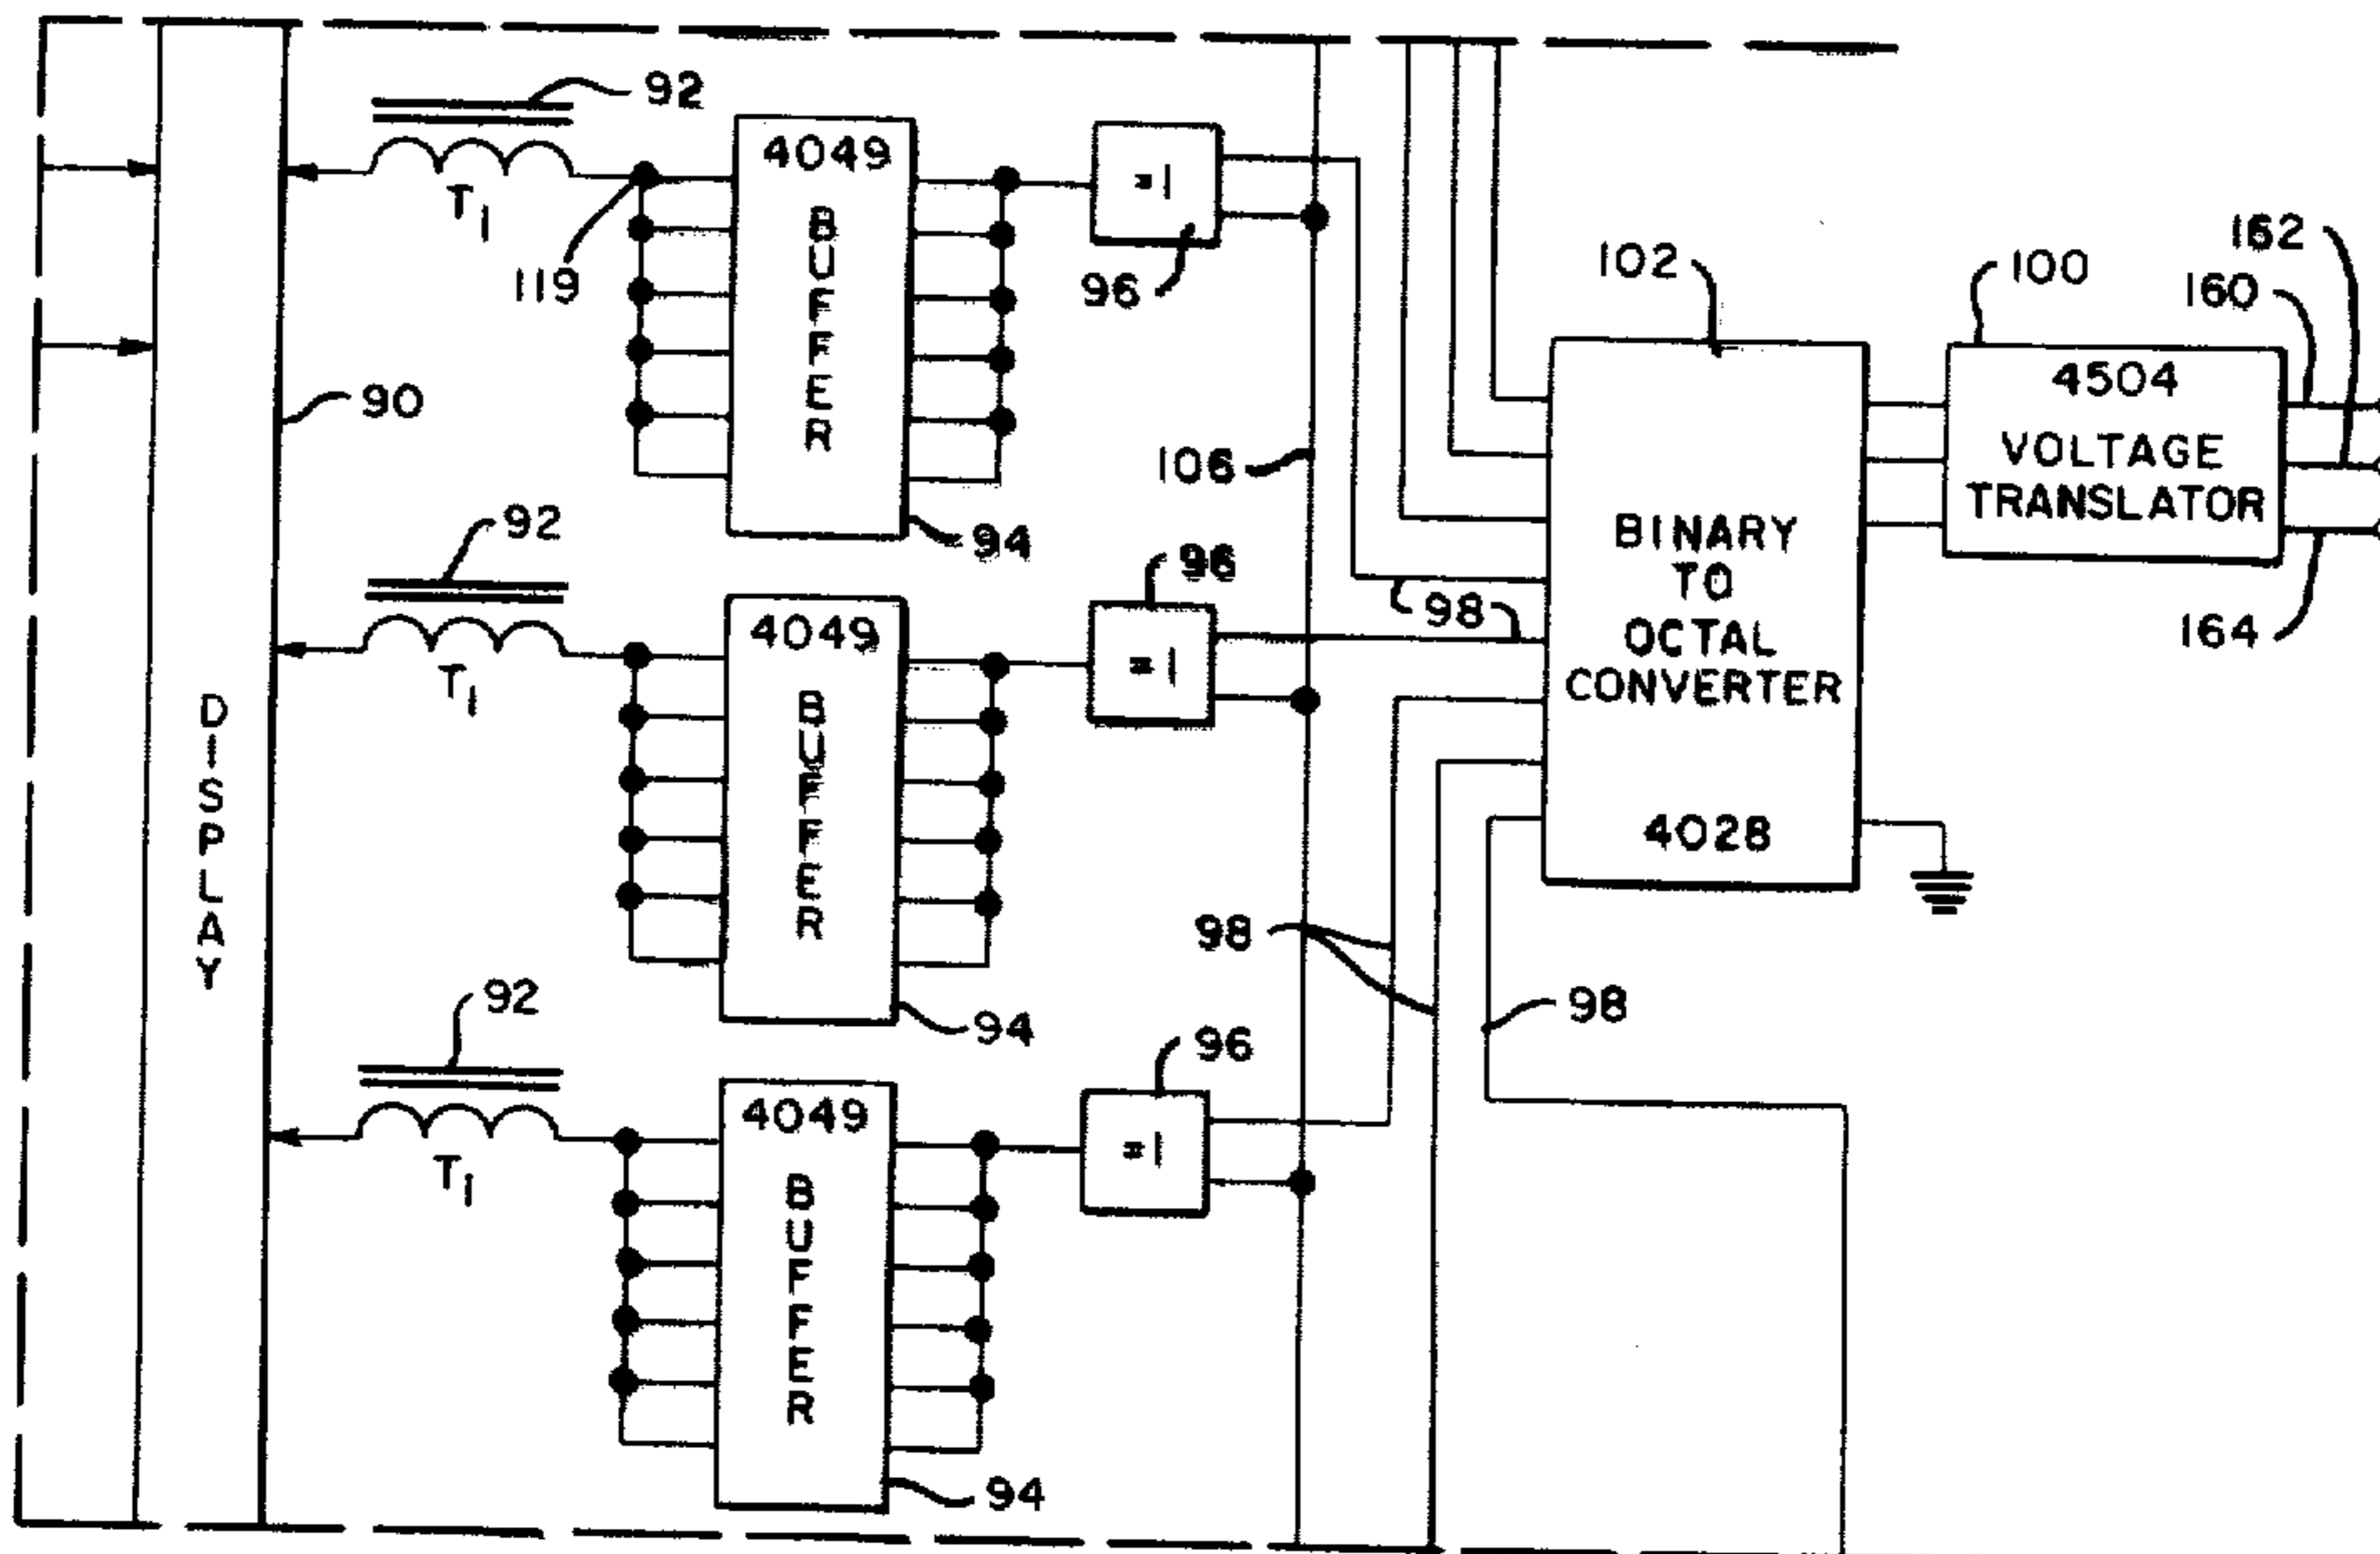 92
T1
119
4049
BUFFER
94
=1
96
106
90
DISPLAY
92
T1
4049
BUFFER
94
96
=1
98
98
98
92
T1
4049
BUFFER
94
96
=1
102
BINARY
TO
OCTAL
CONVERTER
4028
100
4504
VOLTAGE
TRANSLATOR
160
162
164